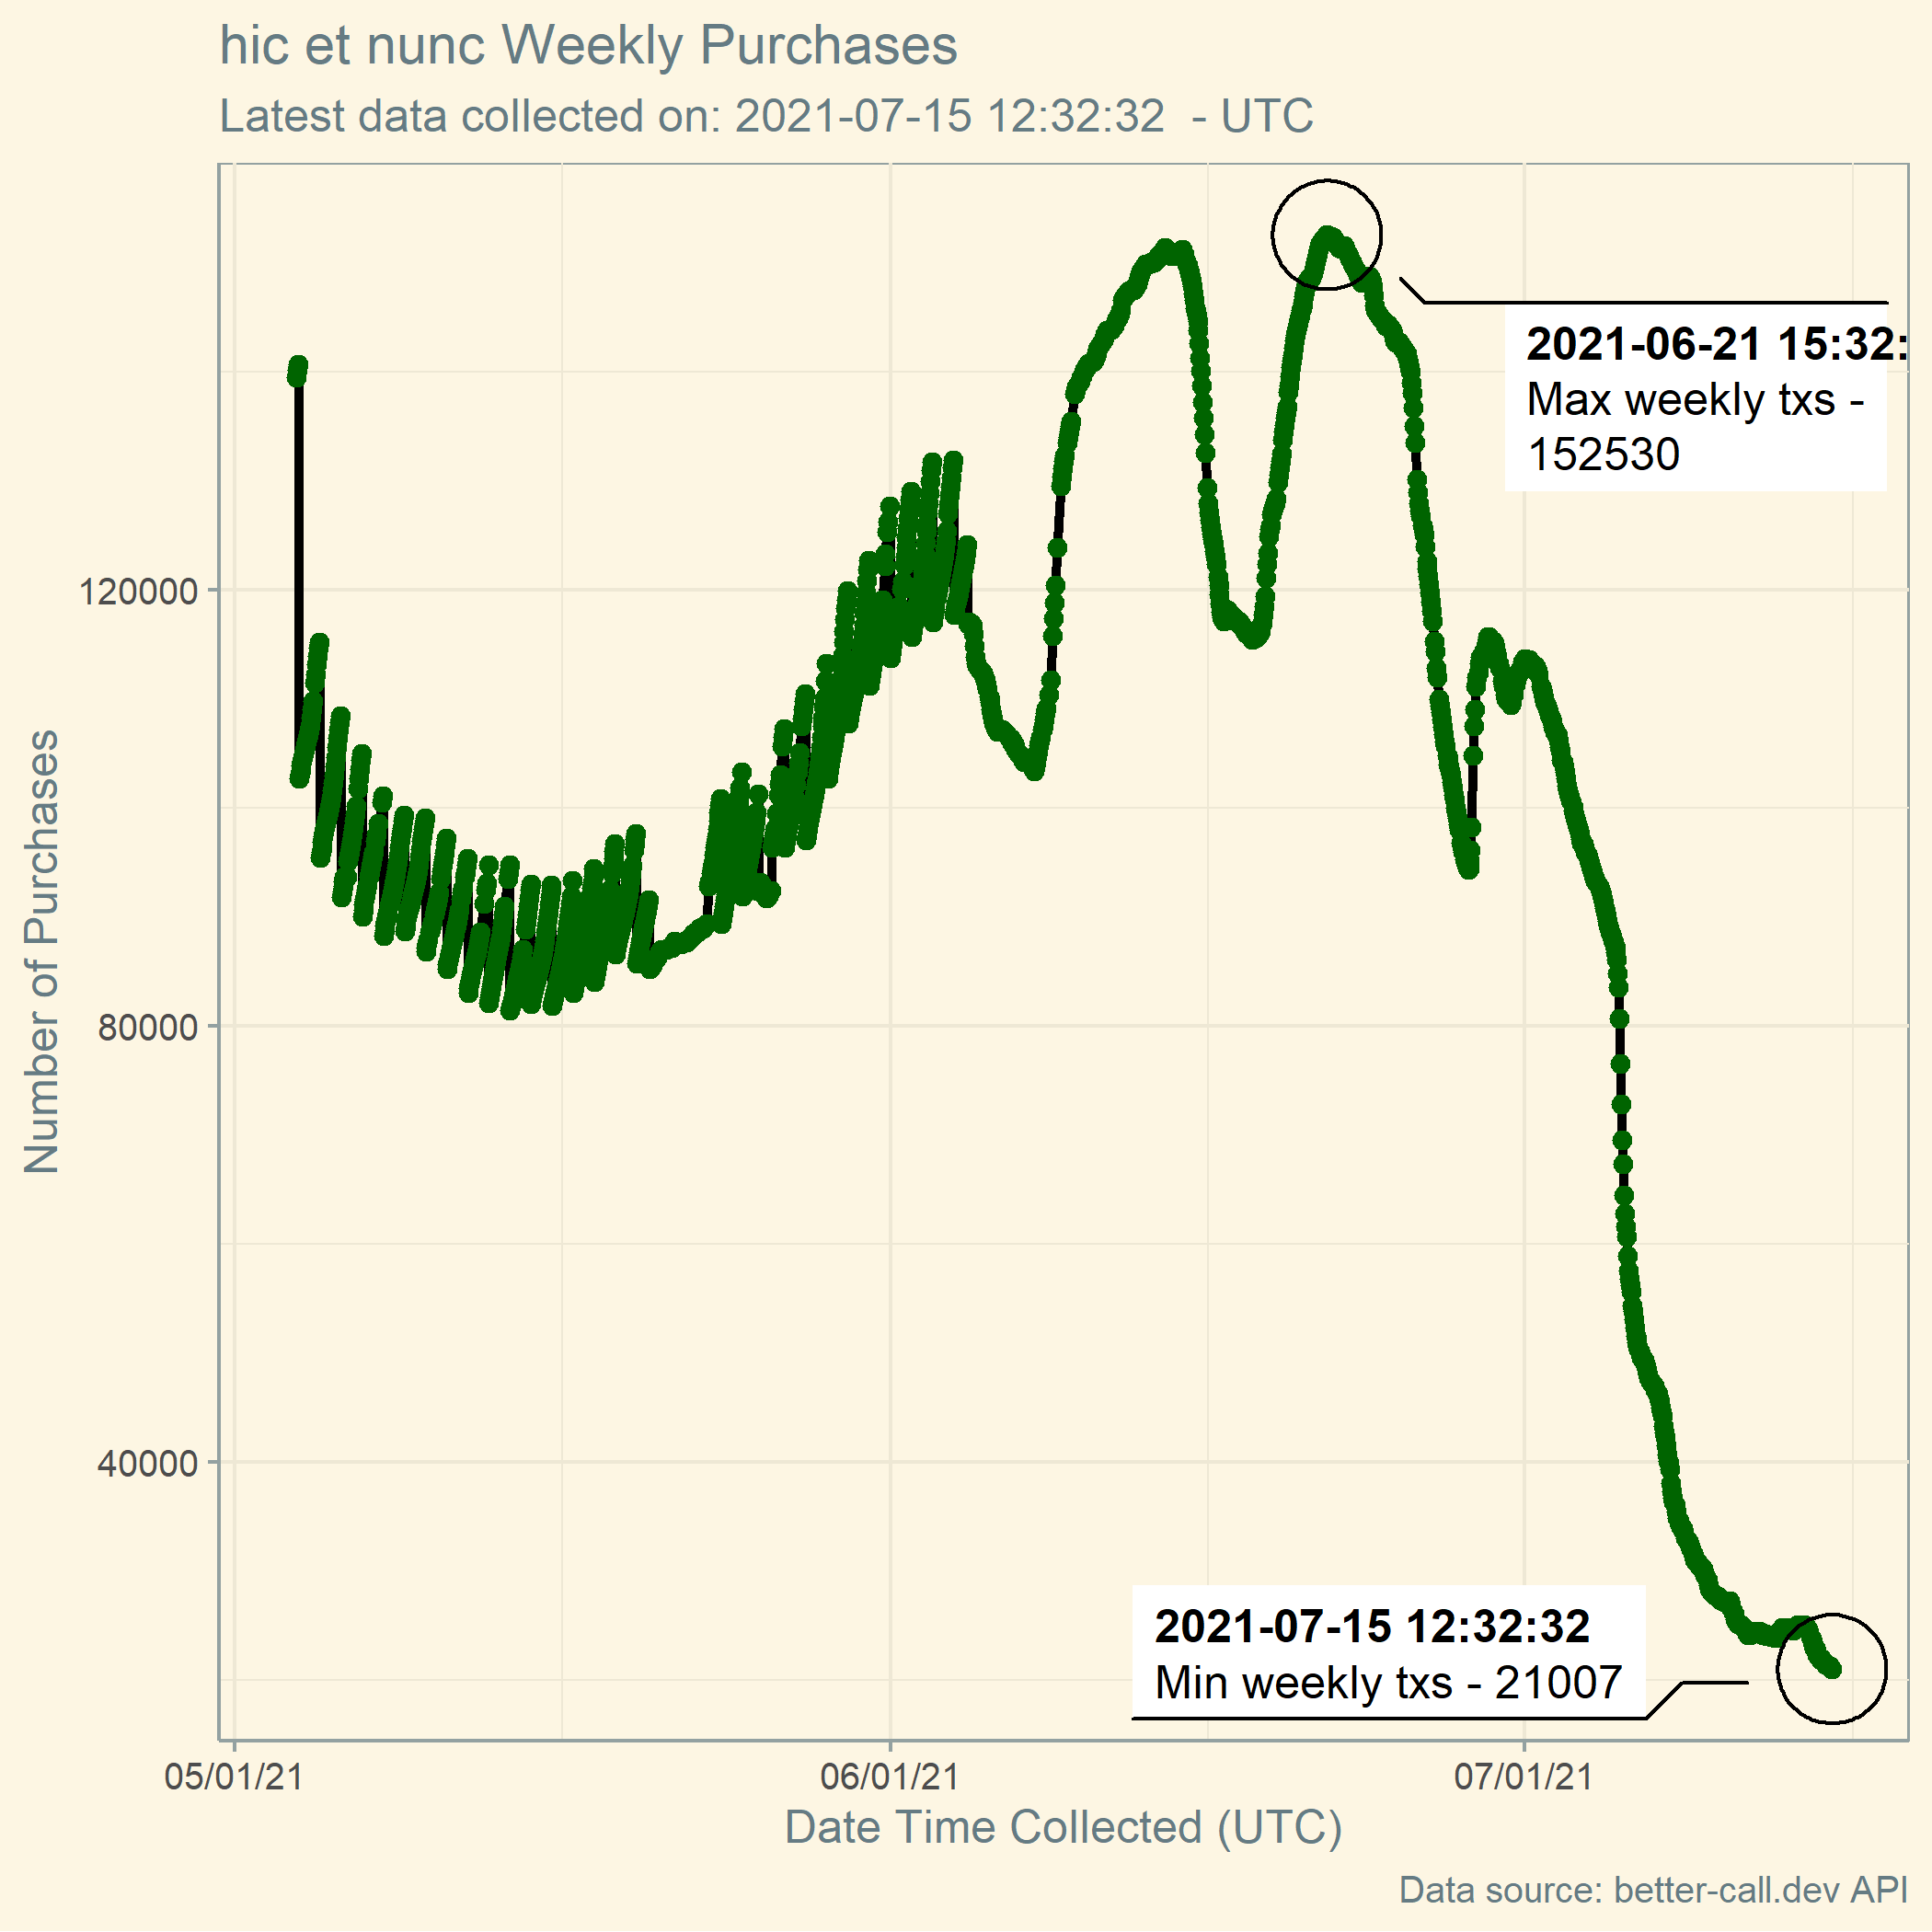 hic et nunc Weekly Purchases
Latest data collected on: 2021-07-15 12:32:32  - UTC
2021-06-21 15:32:
Max weekly txs -
152530
120000
80000
40000
Number of Purchases
2021-07-15 12:32:32
Min weekly txs - 21007
05/01/21
06/01/21
07/01/21
Date Time Collected (UTC)
Data source: better-call.dev API